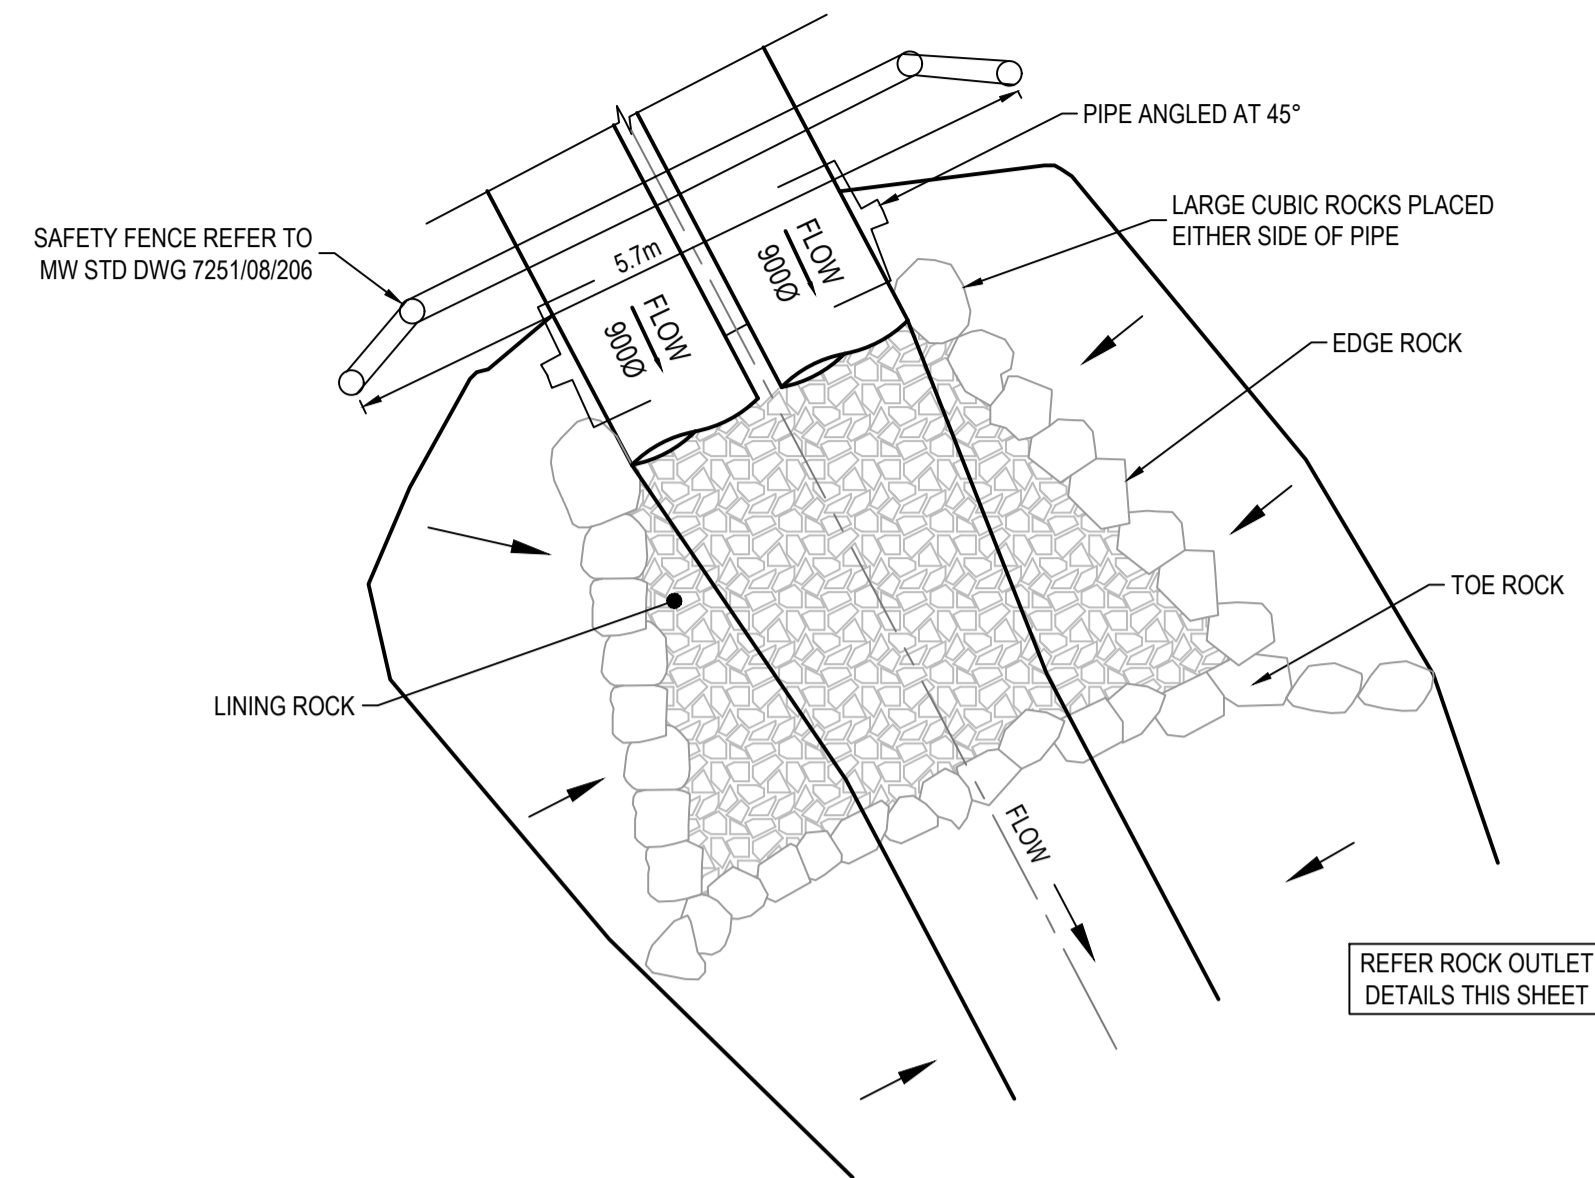 PIPE ANGLED AT 45°
LARGE CUBIC ROCKS PLACED
EITHER SIDE OF PIPE
SAFETY FENCE REFER TO
MW STD DWG 7251/08/206
5.7m
FLOW
900Ø
FLOW
900Ø
EDGE ROCK
TOE ROCK
LINING ROCK
FLOW
REFER ROCK OUTLET
DETAILS THIS SHEET